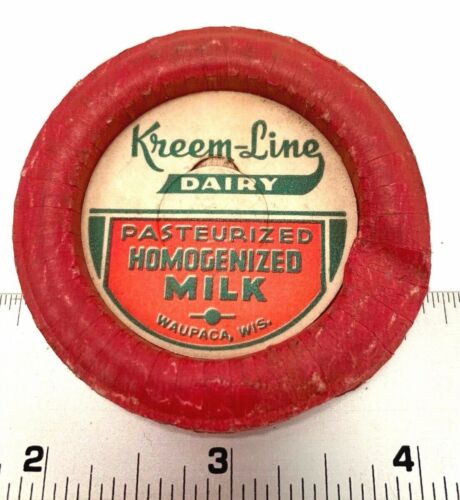 Kreem-Line
DAIRY
PASTEURIZED
HOMOGENIZED
MILK
WAUPACA, WIS.
2 3 4